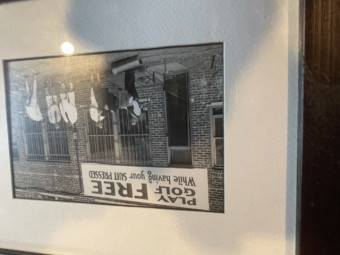 PLAY
GOLF FREE
While having your SUIT PRESSED